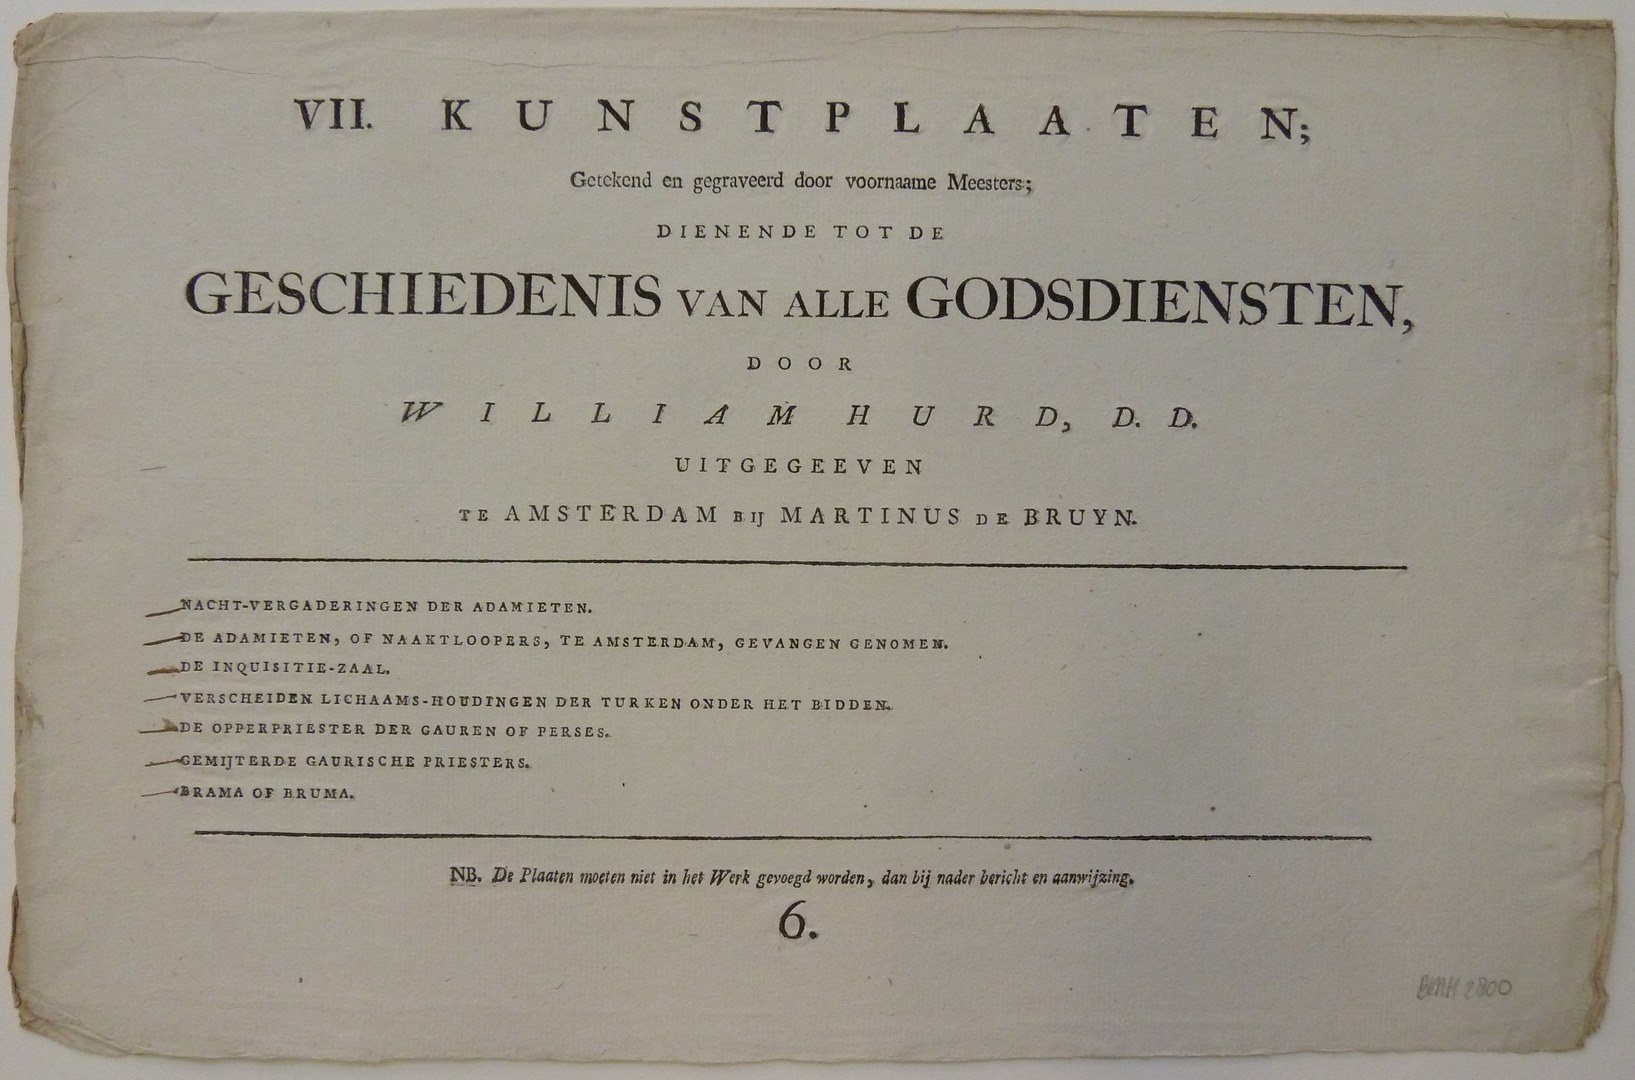 VII. KUNSTPLAATEN;
Getekend en gegraveerd door voornaame Meesters;
DIENENDE TOT DE
GESCHIEDENIS VAN ALLE GODSDIENSTEN,
DOOR
WILLIAM HURD, D. D.
UITGEGEEVEN
TE AMSTERDAM BIJ MARTINUS DE BRUYN.
NACHT-VERGADERINGEN DER ADAMIETEN.
DE ADAMIETEN, OF NAAKTLOOPERS, TE AMSTERDAM, GEVANGEN GENOMEN.
DE INQUISITIE-ZAAL.
VERSCHEIDEN LICHAAMS-HOUDINGEN DER TURKEN ONDER HET BIDDEN.
DE OPPERPRIESTER DER GAUREN OF PERSES.
GEMIJTERDE GAURISCHE PRIESTERS.
BRAMA OF BRUMA.
NB. De Plaaten moeten niet in het Werk gevoegd worden, dan bij nader bericht en aanwijzing.
6.
BMH 2800